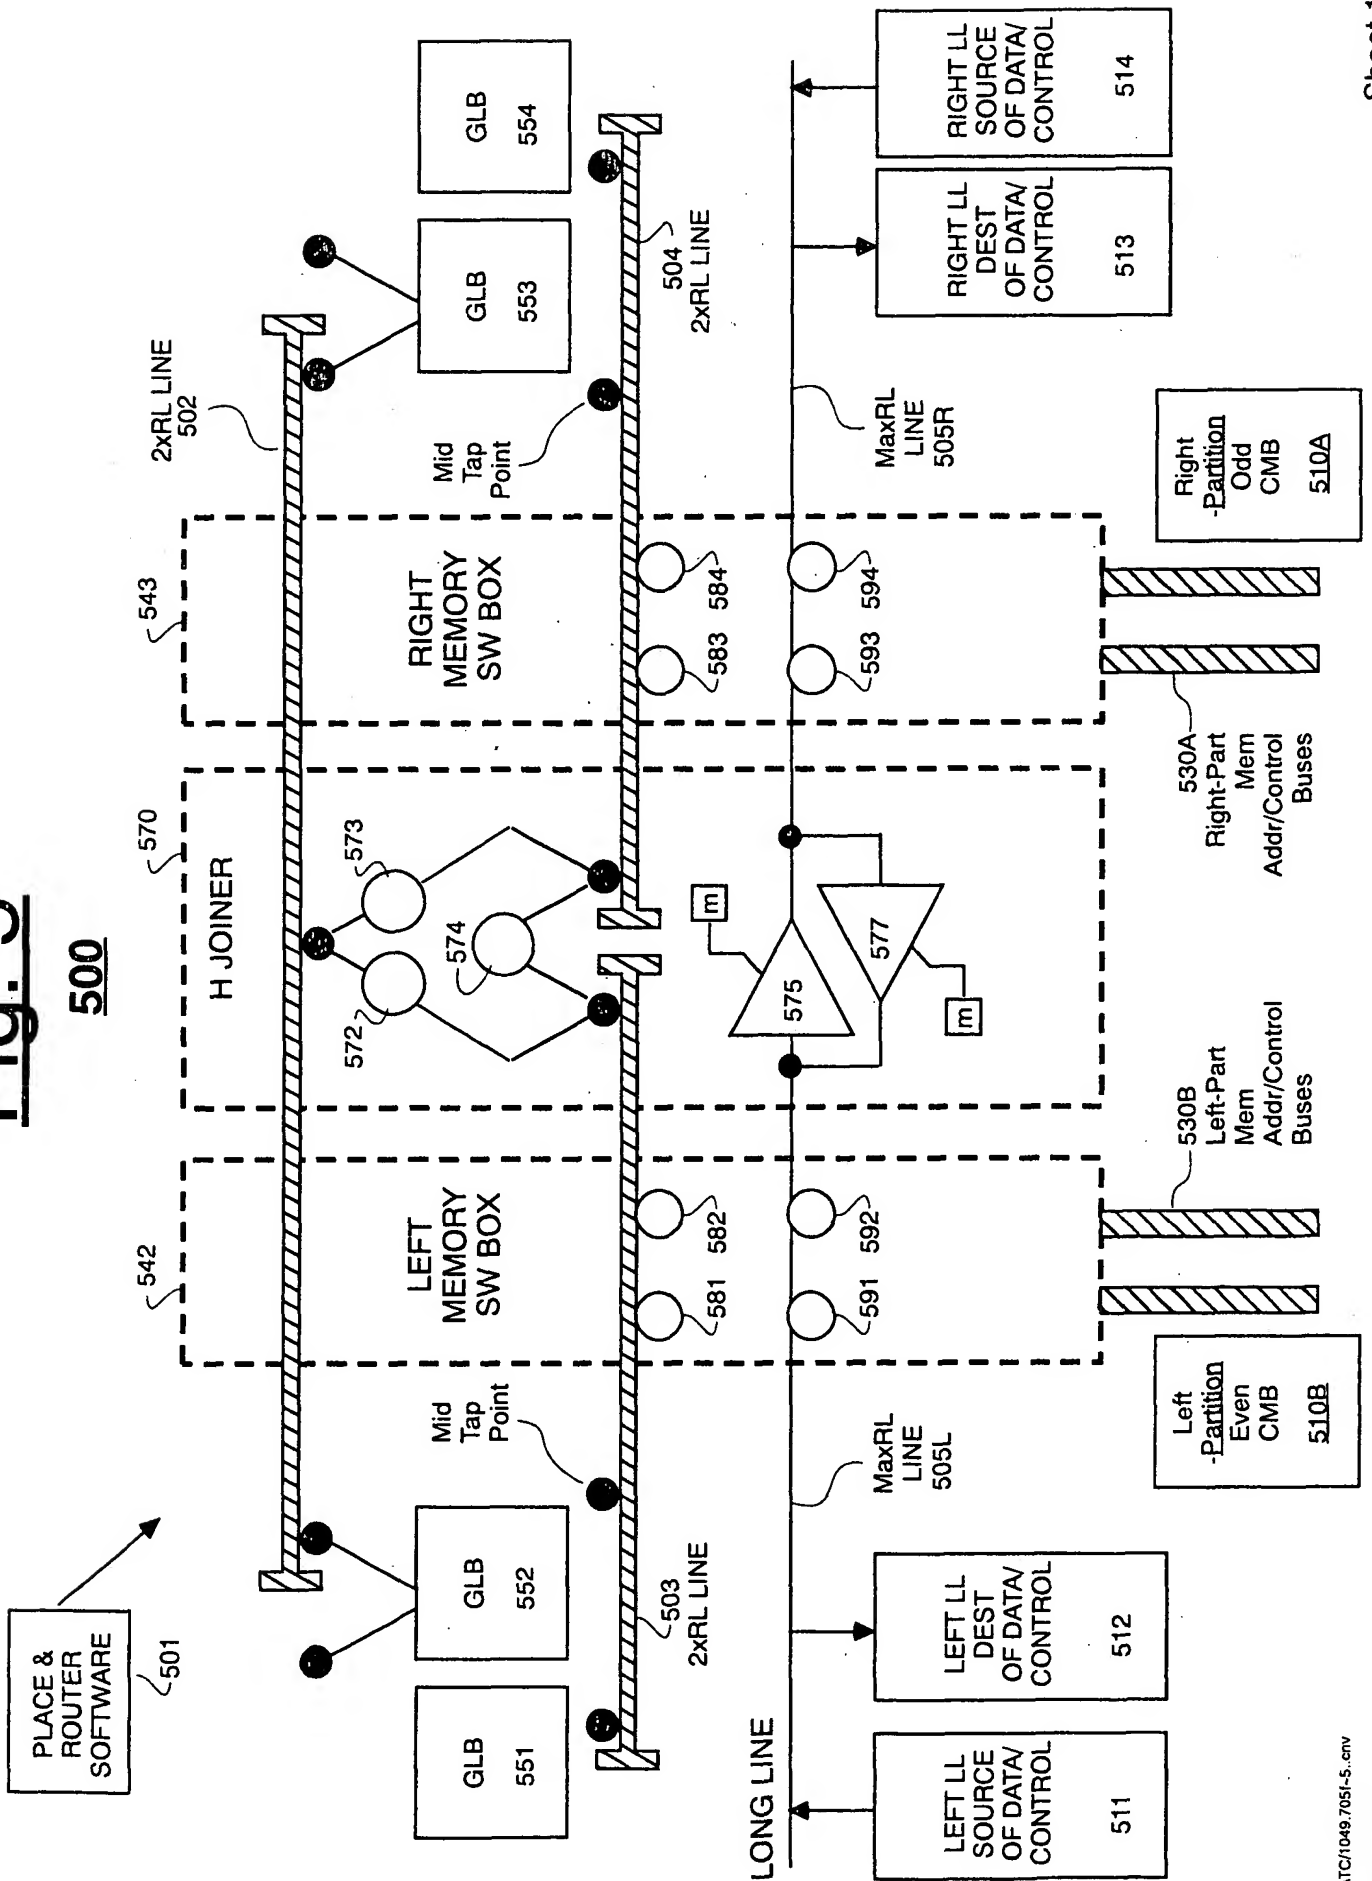 500
PLACE &
ROUTER
SOFTWARE
501
542
570
543
2xRL LINE
502
H JOINER
LEFT
MEMORY
SW BOX
RIGHT
MEMORY
SW BOX
572
573
574
GLB
551
GLB
552
GLB
553
GLB
554
Mid
Tap
Point
Mid
Tap
Point
503
2xRL LINE
504
2xRL LINE
581
582
583
584
m
575
577
m
591
592
593
594
LONG LINE
MaxRL
LINE
505L
MaxRL
LINE
505R
LEFT LL
SOURCE
OF DATA/
CONTROL
511
LEFT LL
DEST
OF DATA/
CONTROL
512
RIGHT LL
DEST
OF DATA/
CONTROL
513
RIGHT LL
SOURCE
OF DATA/
CONTROL
514
Left
-Partition
Even
CMB
510B
530B
Left-Part
Mem
Addr/Control
Buses
530A
Right-Part
Mem
Addr/Control
Buses
Right
-Partition
Odd
CMB
510A